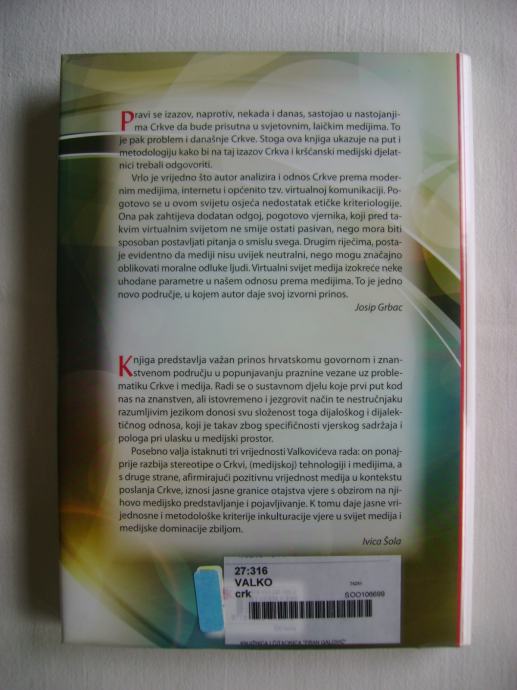 Pravi se izazov, naprotiv, nekada i danas, sastojao u nastojanji-
ma Crkve da bude prisutna u svjetovnim, laičkim medijima. To
je pak problem i današnje Crkve. Stoga ova knjiga ukazuje na put i
metodologiju kako bi na taj izazov Crkva i kršćanski medijski djelat-
nici trebali odgovoriti.
Vrlo je vrijedno što autor analizira i odnos Crkve prema moder-
nim medijima, internetu i općenito tzv. virtualnoj komunikaciji. Po-
gotovo se u ovom svijetu osjeća nedostatak etičke kriteriologije.
Ona pak zahtijeva dodatan odgoj, pogotovo vjernika, koji pred ta-
kvim virtualnim svijetom ne smije ostati pasivan, nego mora biti
sposoban postavljati pitanja o smislu svega. Drugim riječima, posta-
je evidentno da mediji nisu uvijek neutralni, nego mogu značajno
oblikovati moralne odluke ljudi. Virtualni svijet medija izokreće neke
uhodane parametre u našem odnosu prema medijima. To je jedno
novo područje, u kojem autor daje svoj izvorni prinos.
Josip Grbac
Knjiga predstavlja važan prinos hrvatskomu govornom i znan-
stvenom području u popunjavanju praznine vezane uz proble-
matiku Crkve i medija. Radi se o sustavnom djelu koje prvi put kod
nas na znanstven, ali istovremeno i jezgrovit način te nestručnjaku
razumljivim jezikom donosi svu složenost toga dijaloškog i dijalek-
tičnog odnosa, koji je takav zbog specifičnosti vjerskog sadržaja i
pologa pri ulasku u medijski prostor.
Posebno valja istaknuti tri vrijednosti Valkovićeva rada: on ponaj-
prije razbija stereotipe o Crkvi, (medijskoj) tehnologiji i medijima, a
s druge strane, afirmirajući pozitivnu vrijednost medija u kontekstu
poslanja Crkve, iznosi jasne granice otajstva vjere s obzirom na nji-
hovo medijsko predstavljanje i pojavljivanje. K tomu daje jasne vri-
jednosne i metodološke kriterije inkulturacije vjere u svijet medija i
medijske dominacije zbiljom.
Ivica Šola
27:316
VALKO
crk
SOO106699
KNJIŽNICA I ČITAONICA "FRAN GALOVIĆ"